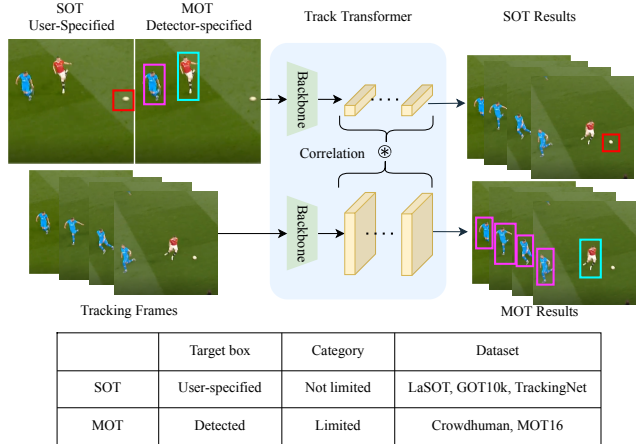 SOT
User-Specified
MOT
Detector-specified
Track Transformer
SOT Results
Backbone
Correlation
Backbone
Tracking Frames
MOT Results
Target box Category Dataset
SOT User-specified Not limited LaSOT, GOT10k, TrackingNet
MOT Detected Limited Crowdhuman, MOT16